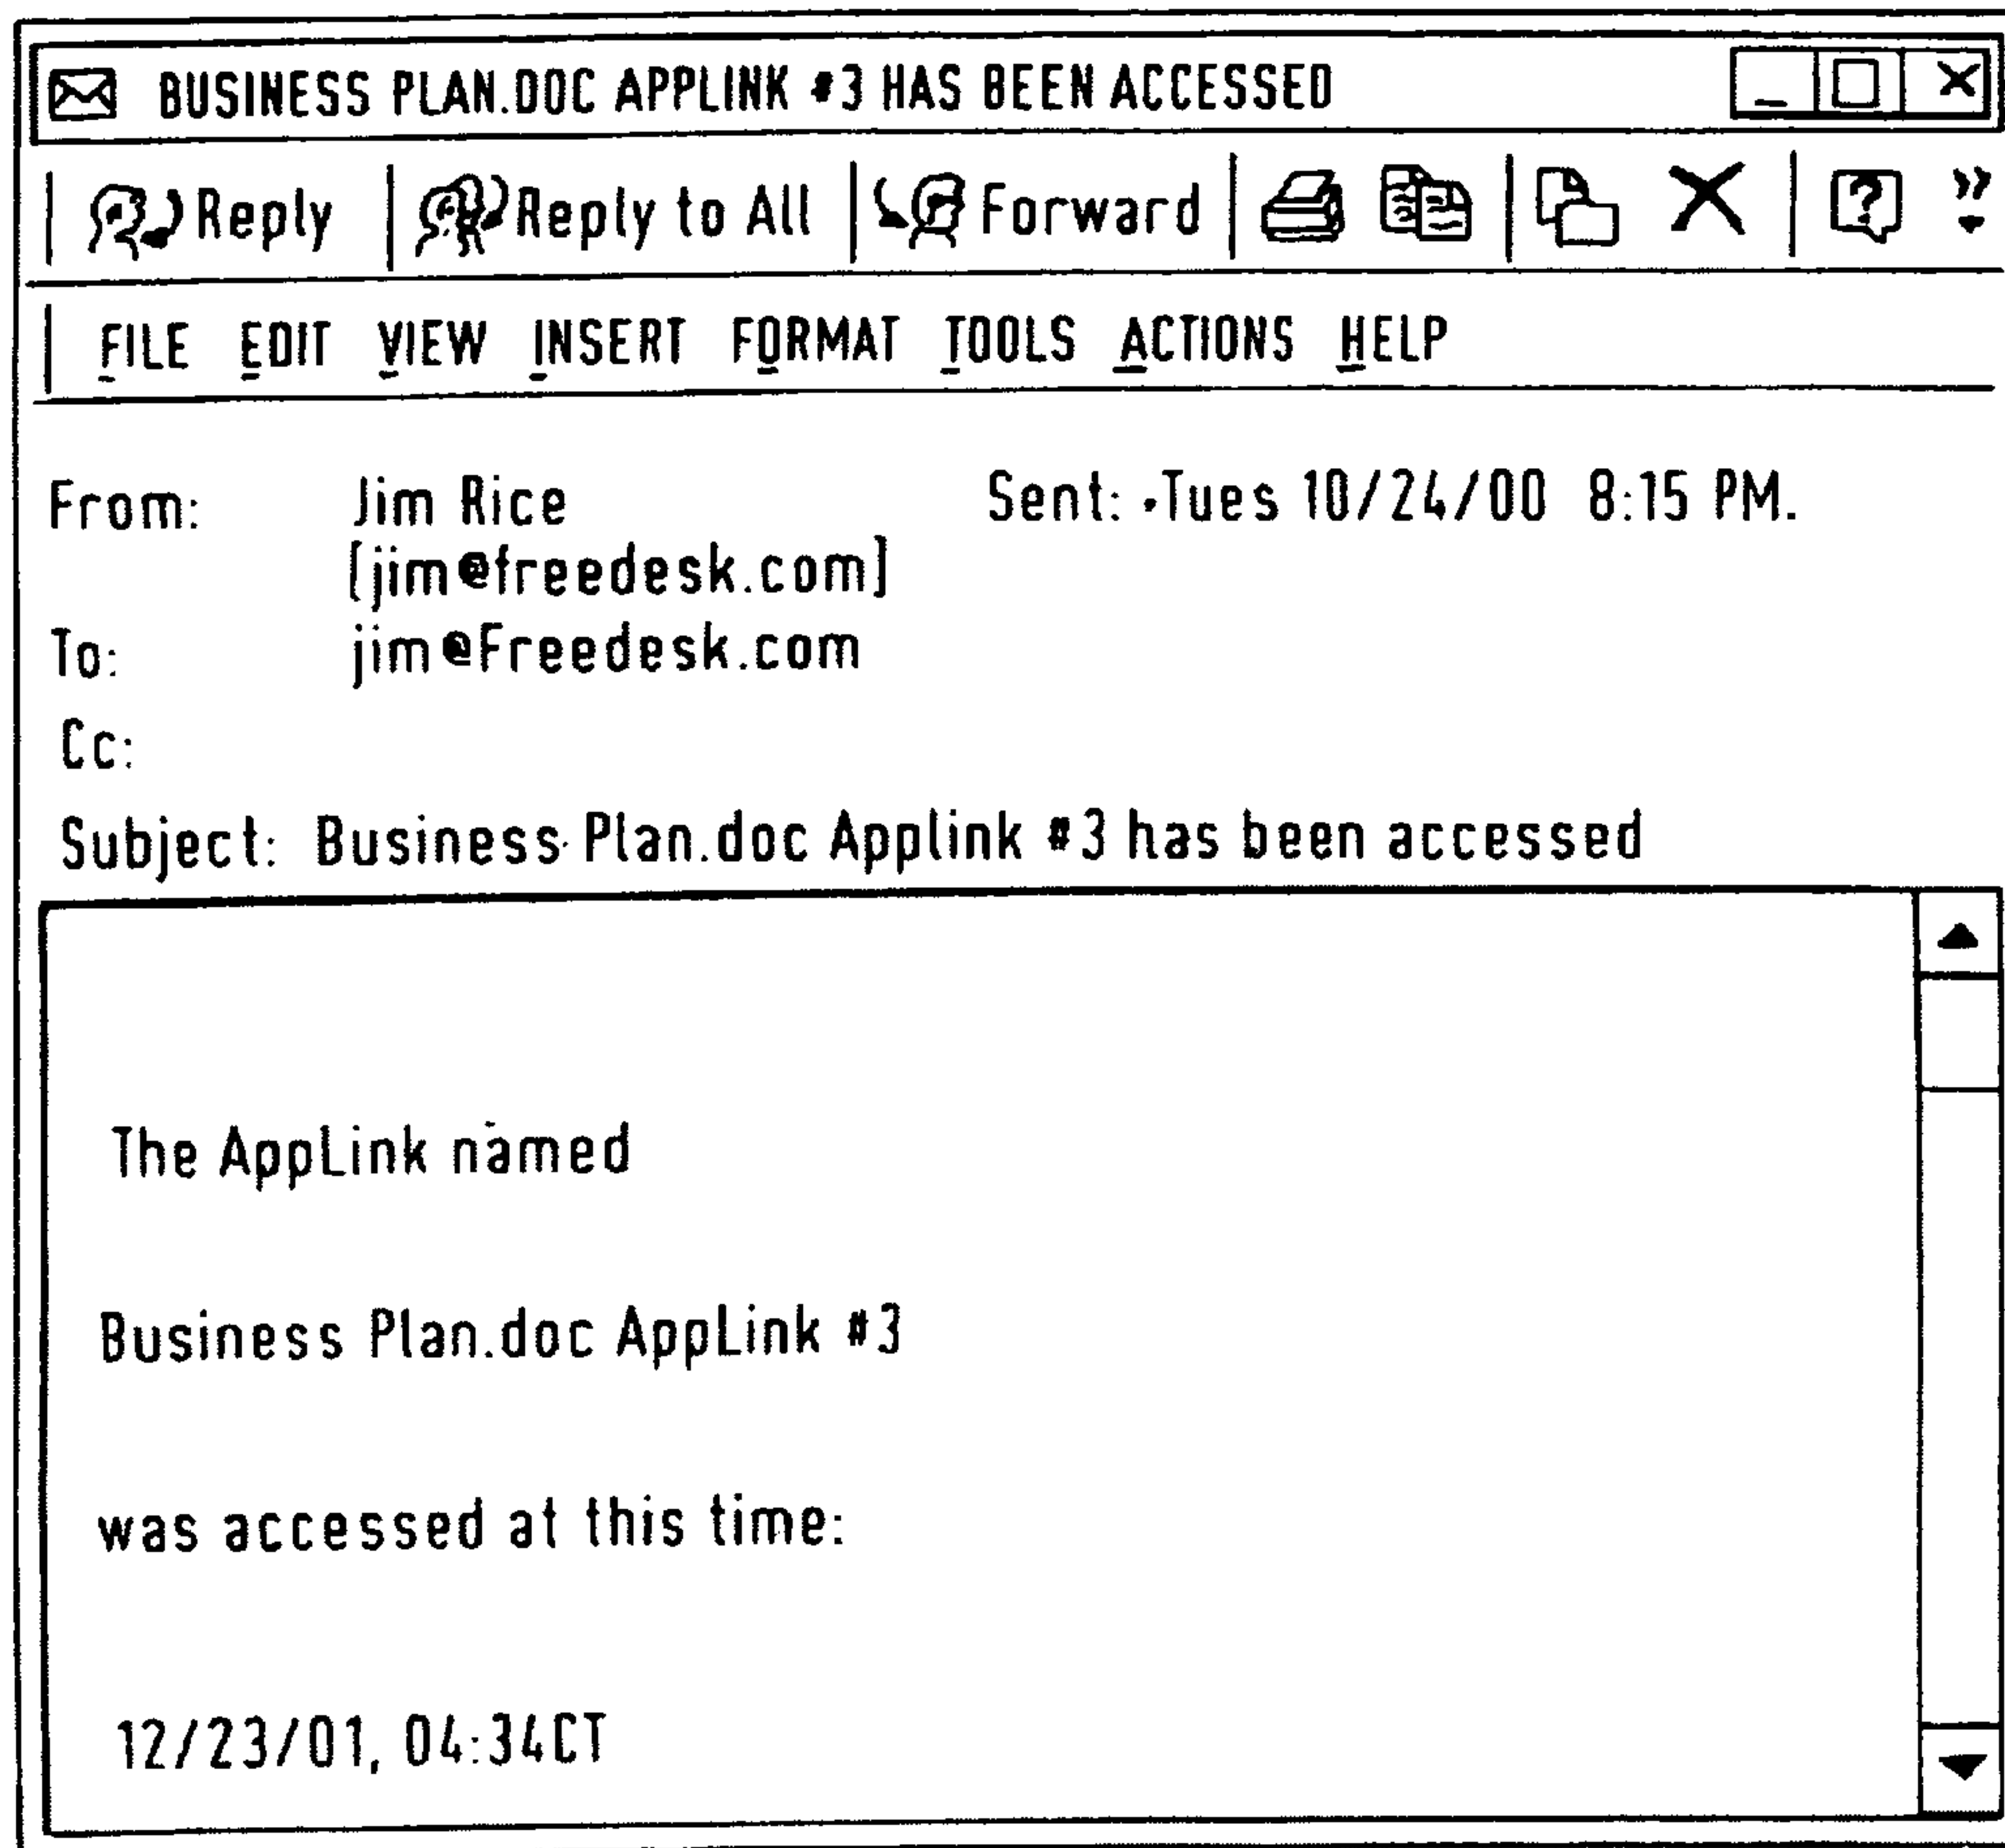 BUSINESS PLAN.DOC APPLINK #3 HAS BEEN ACCESSED
Reply Reply to All Forward
FILE EDIT VIEW INSERT FORMAT TOOLS ACTIONS HELP
From: Jim Rice Sent: Tues 10/24/00 8:15 PM.
[jim@freedesk.com]
To: jim@Freedesk.com
Cc:
Subject: Business Plan.doc Applink #3 has been accessed
The AppLink named
Business Plan.doc AppLink #3
was accessed at this time:
12/23/01, 04:34CT